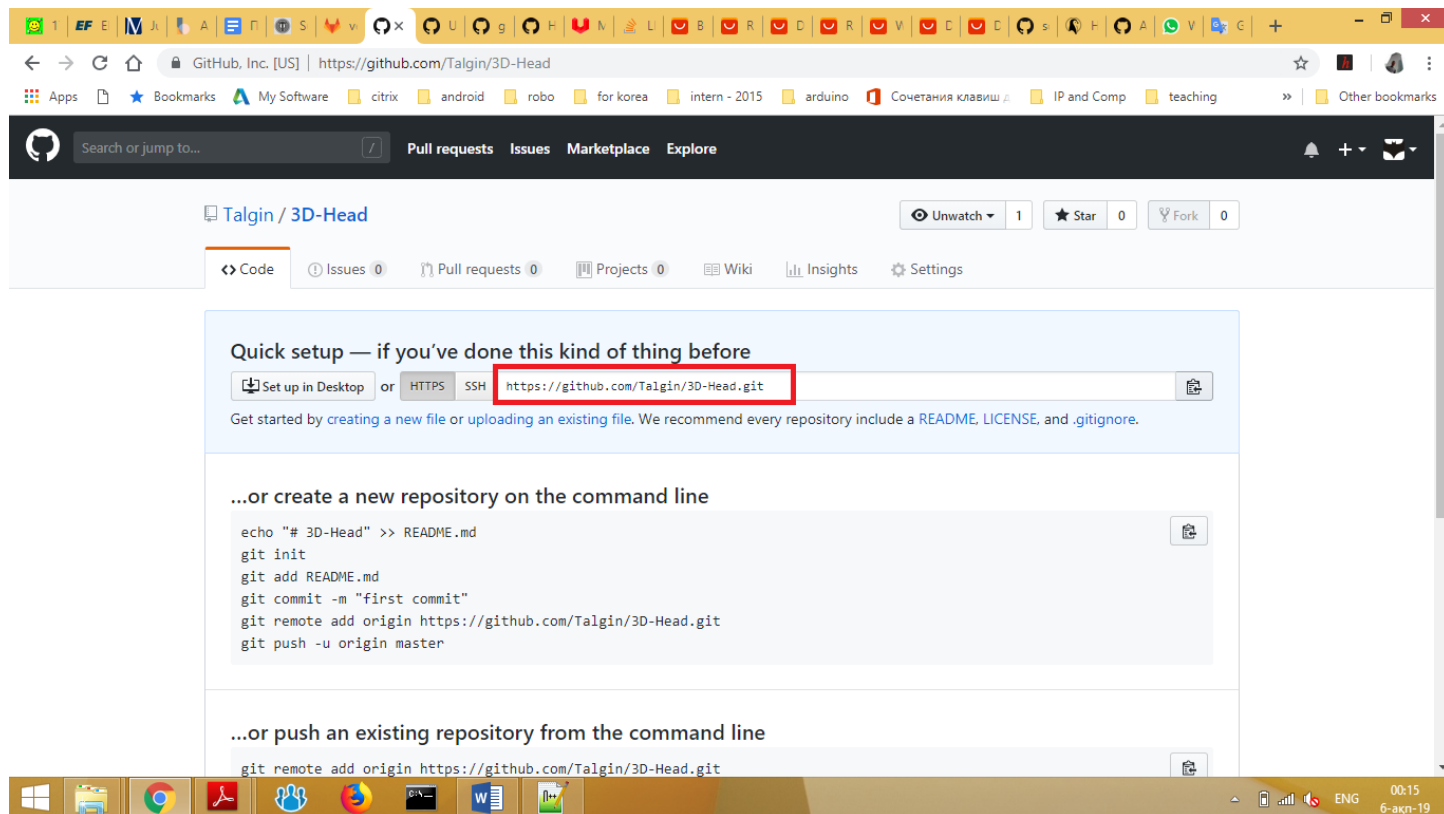 GitHub, Inc. [US] | https://github.com/Talgin/3D-Head
Apps Bookmarks My Software citrix android robo for korea intern - 2015 arduino Сочетания клавиш д IP and Comp teaching » Other bookmarks
Search or jump to... / Pull requests Issues Marketplace Explore
Talgin / 3D-Head Unwatch 1 Star 0 Fork 0
Code Issues 0 Pull requests 0 Projects 0 Wiki Insights Settings
Quick setup — if you've done this kind of thing before
Set up in Desktop or HTTPS SSH https://github.com/Talgin/3D-Head.git
Get started by creating a new file or uploading an existing file. We recommend every repository include a README, LICENSE, and .gitignore.
...or create a new repository on the command line
echo "# 3D-Head" >> README.md
git init
git add README.md
git commit -m "first commit"
git remote add origin https://github.com/Talgin/3D-Head.git
git push -u origin master
...or push an existing repository from the command line
git remote add origin https://github.com/Talgin/3D-Head.git
ENG 00:15
6-ақп-19